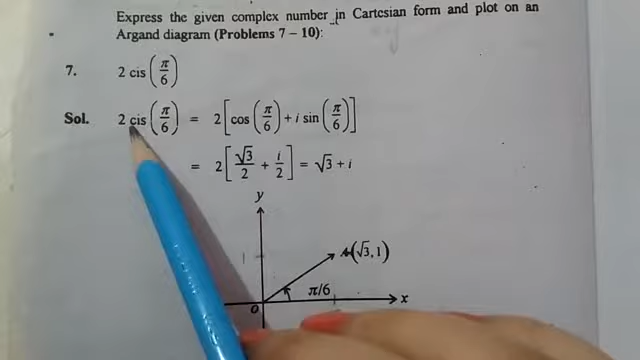 Express the given complex number in Cartesian form and plot on an
Argand diagram (Problems 7 – 10):
7. 2 cis(π/6)
Sol. 2 cis(π/6) = 2[cos(π/6) + i sin(π/6)]
= 2[√3/2 + i/2] = √3 + i
y
(√3, 1)
π/6
x
O